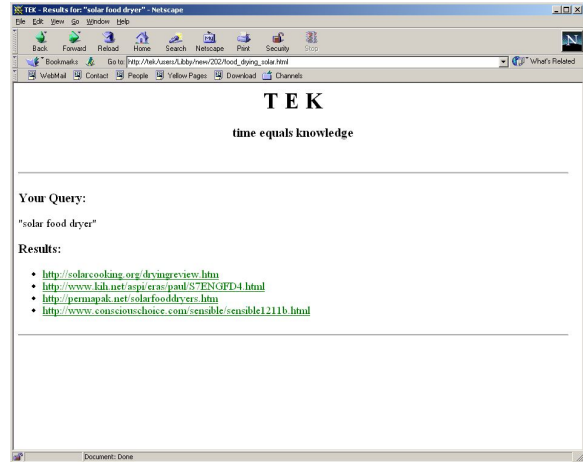 TEK - Results for: "solar food dryer" - Netscape
File Edit View Go Window Help
Back Forward Reload Home Search Netscape Print Security Stop
N
Bookmarks Go to: http://tek/users/Libby/new/202/food_drying_solar.html What's Related
WebMail Contact People Yellow Pages Download Channels
T E K
time equals knowledge
Your Query:
"solar food dryer"
Results:
http://solarcooking.org/dryingreview.htm
http://www.kih.net/aspi/eras/paul/S7ENGFD4.html
http://permapak.net/solarfooddryers.htm
http://www.consciouschoice.com/sensible/sensible1211b.html
Document: Done